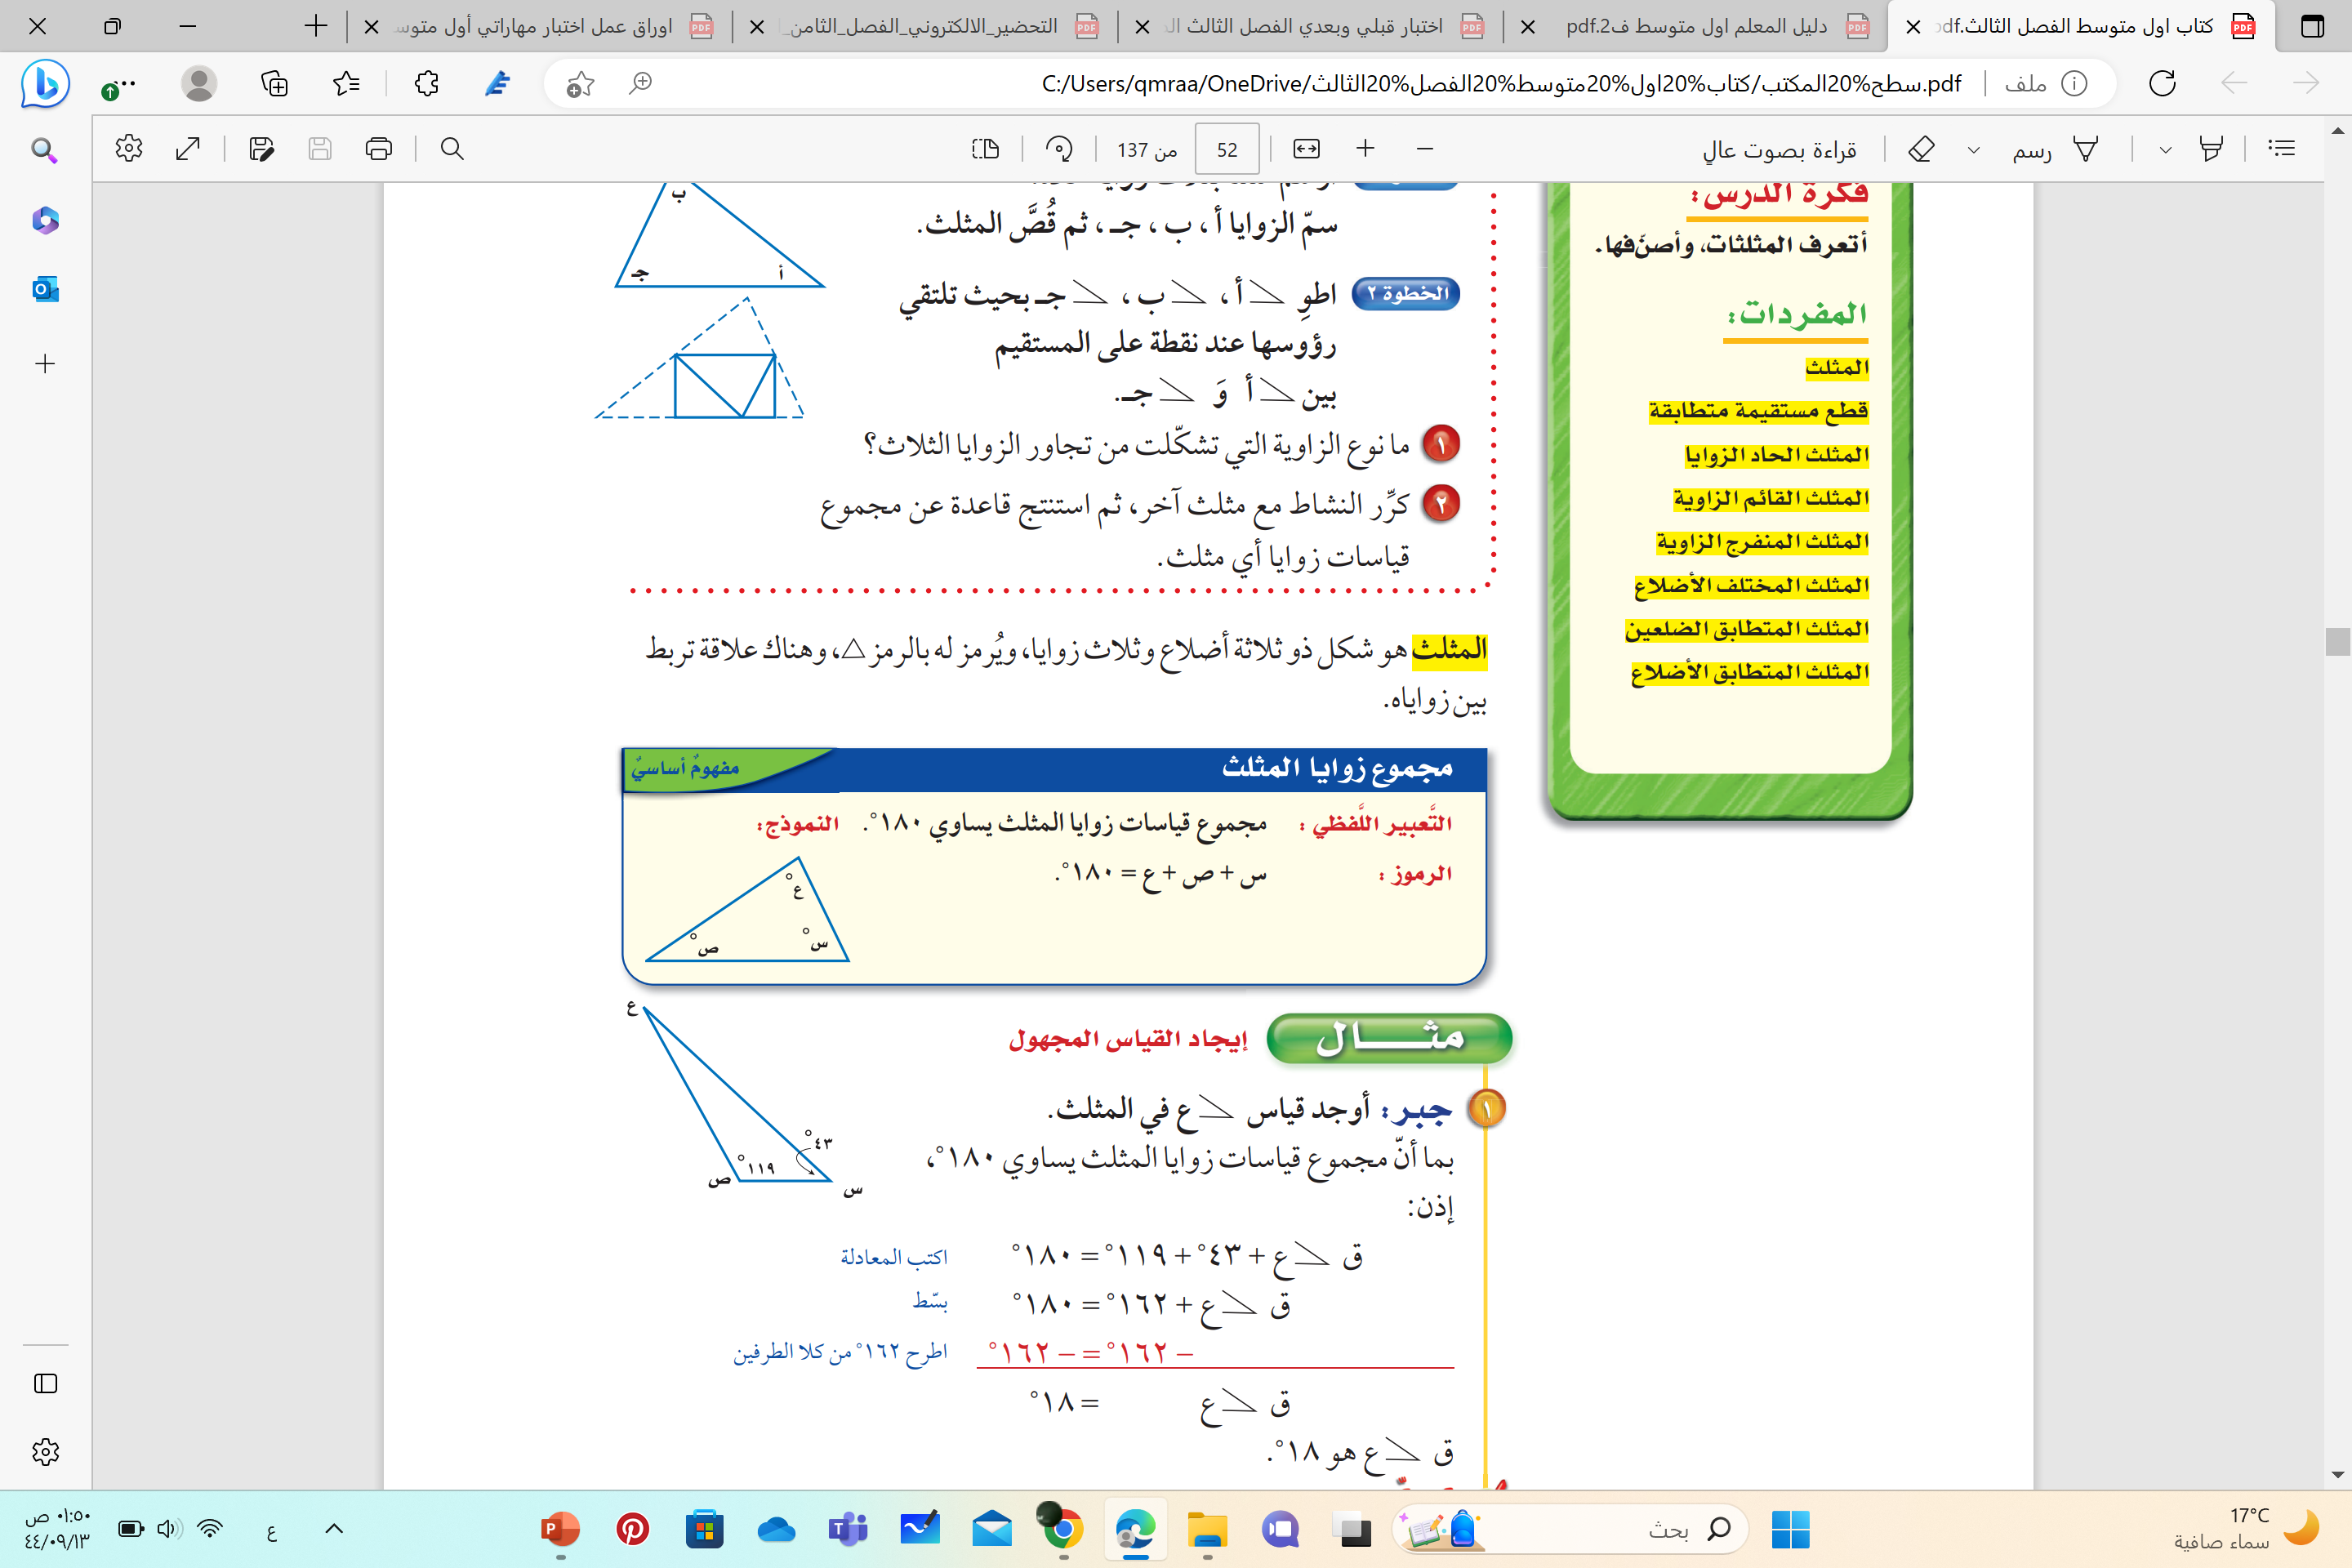 كتاب اول متوسط الفصل الثالث.pdf
دليل المعلم اول متوسط ف2.pdf
اختبار قبلي وبعدي الفصل الثالث
التحضير_الالكتروني_الفصل_الثامن_
اوراق عمل اختبار مهاراتي أول
ملف
C:/Users/qmraa/OneDrive/سطح%20المكتب/كتاب%20اول%20متوسط%20الفصل%20الثالث.pdf
رسم
قراءة بصوت عالٍ
52
من 137
فكرة الدرس:
أتعرف المثلثات، وأصنّفها.
المفردات:
المثلث
قطع مستقيمة متطابقة
المثلث الحاد الزوايا
المثلث القائم الزاوية
المثلث المنفرج الزاوية
المثلث المختلف الأضلاع
المثلث المتطابق الضلعين
المثلث المتطابق الأضلاع
سمّ الزوايا أ ، ب ، جـ ، ثم قُصَّ المثلث.
ب
أ
جـ
الخطوة ٢
اطوِ ∠أ ، ∠ب ، ∠جـ بحيث تلتقي
رؤوسها عند نقطة على المستقيم
بين ∠أ وَ ∠جـ.
١ ما نوع الزاوية التي تشكّلت من تجاور الزوايا الثلاث؟
٢ كرِّر النشاط مع مثلث آخر، ثم استنتج قاعدة عن مجموع
قياسات زوايا أي مثلث.
المثلث هو شكل ذو ثلاثة أضلاع وثلاث زوايا، ويُرمز له بالرمز △، وهناك علاقة تربط
بين زواياه.
مجموع زوايا المثلث
مفهومٌ أساسيٌ
التَّعبير اللَّفظي : مجموع قياسات زوايا المثلث يساوي ١٨٠°.
النموذج:
الرموز : س + ص + ع = ١٨٠°.
ع°
س°
ص°
مثـــال
إيجاد القياس المجهول
١ جبر: أوجد قياس ∠ع في المثلث.
ع
٤٣°
١١٩°
س
ص
بما أنّ مجموع قياسات زوايا المثلث يساوي ١٨٠°،
إذن:
ق ∠ع + ٤٣° + ١١٩° = ١٨٠° اكتب المعادلة
ق ∠ع + ١٦٢° = ١٨٠° بسّط
− ١٦٢° = − ١٦٢° اطرح ١٦٢° من كلا الطرفين
ق ∠ع = ١٨°
ق ∠ع هو ١٨°.
17°C
سماء صافية
بحث
ع
٠١:٥٠ ص
٤٤/٠٩/١٣